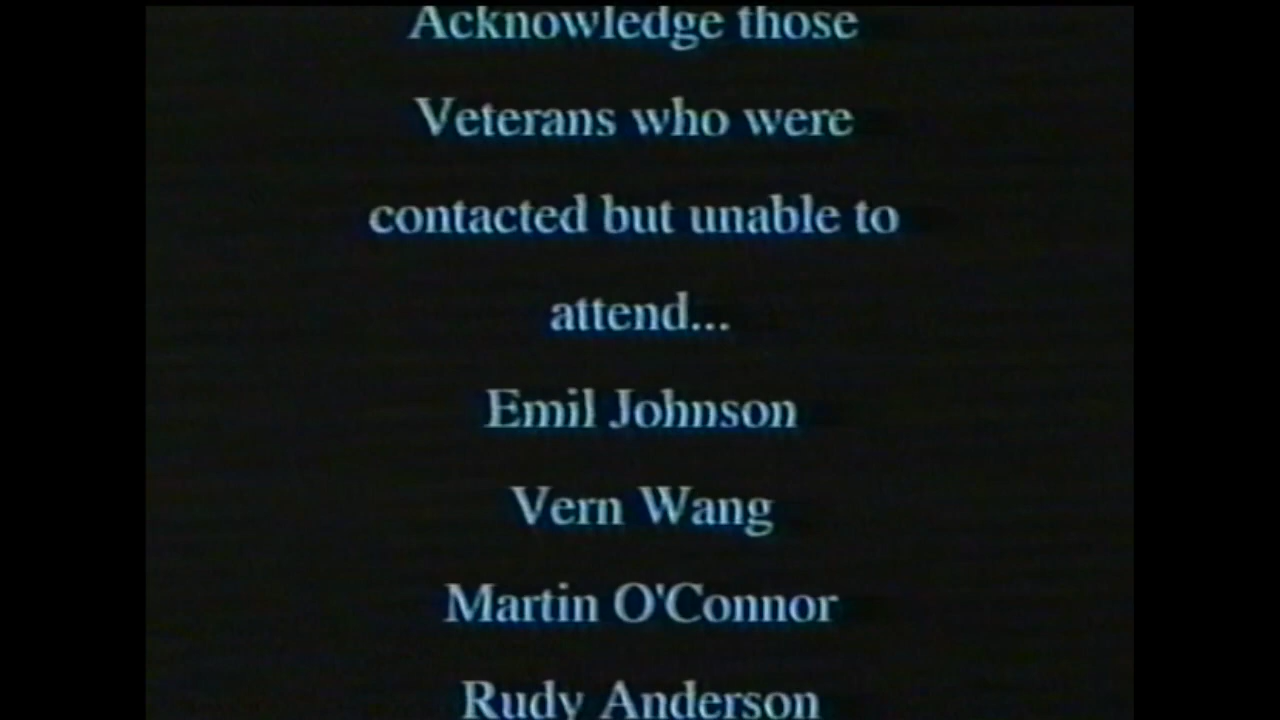 Acknowledge those
Veterans who were
contacted but unable to
attend...
Emil Johnson
Vern Wang
Martin O'Connor
Rudy Anderson